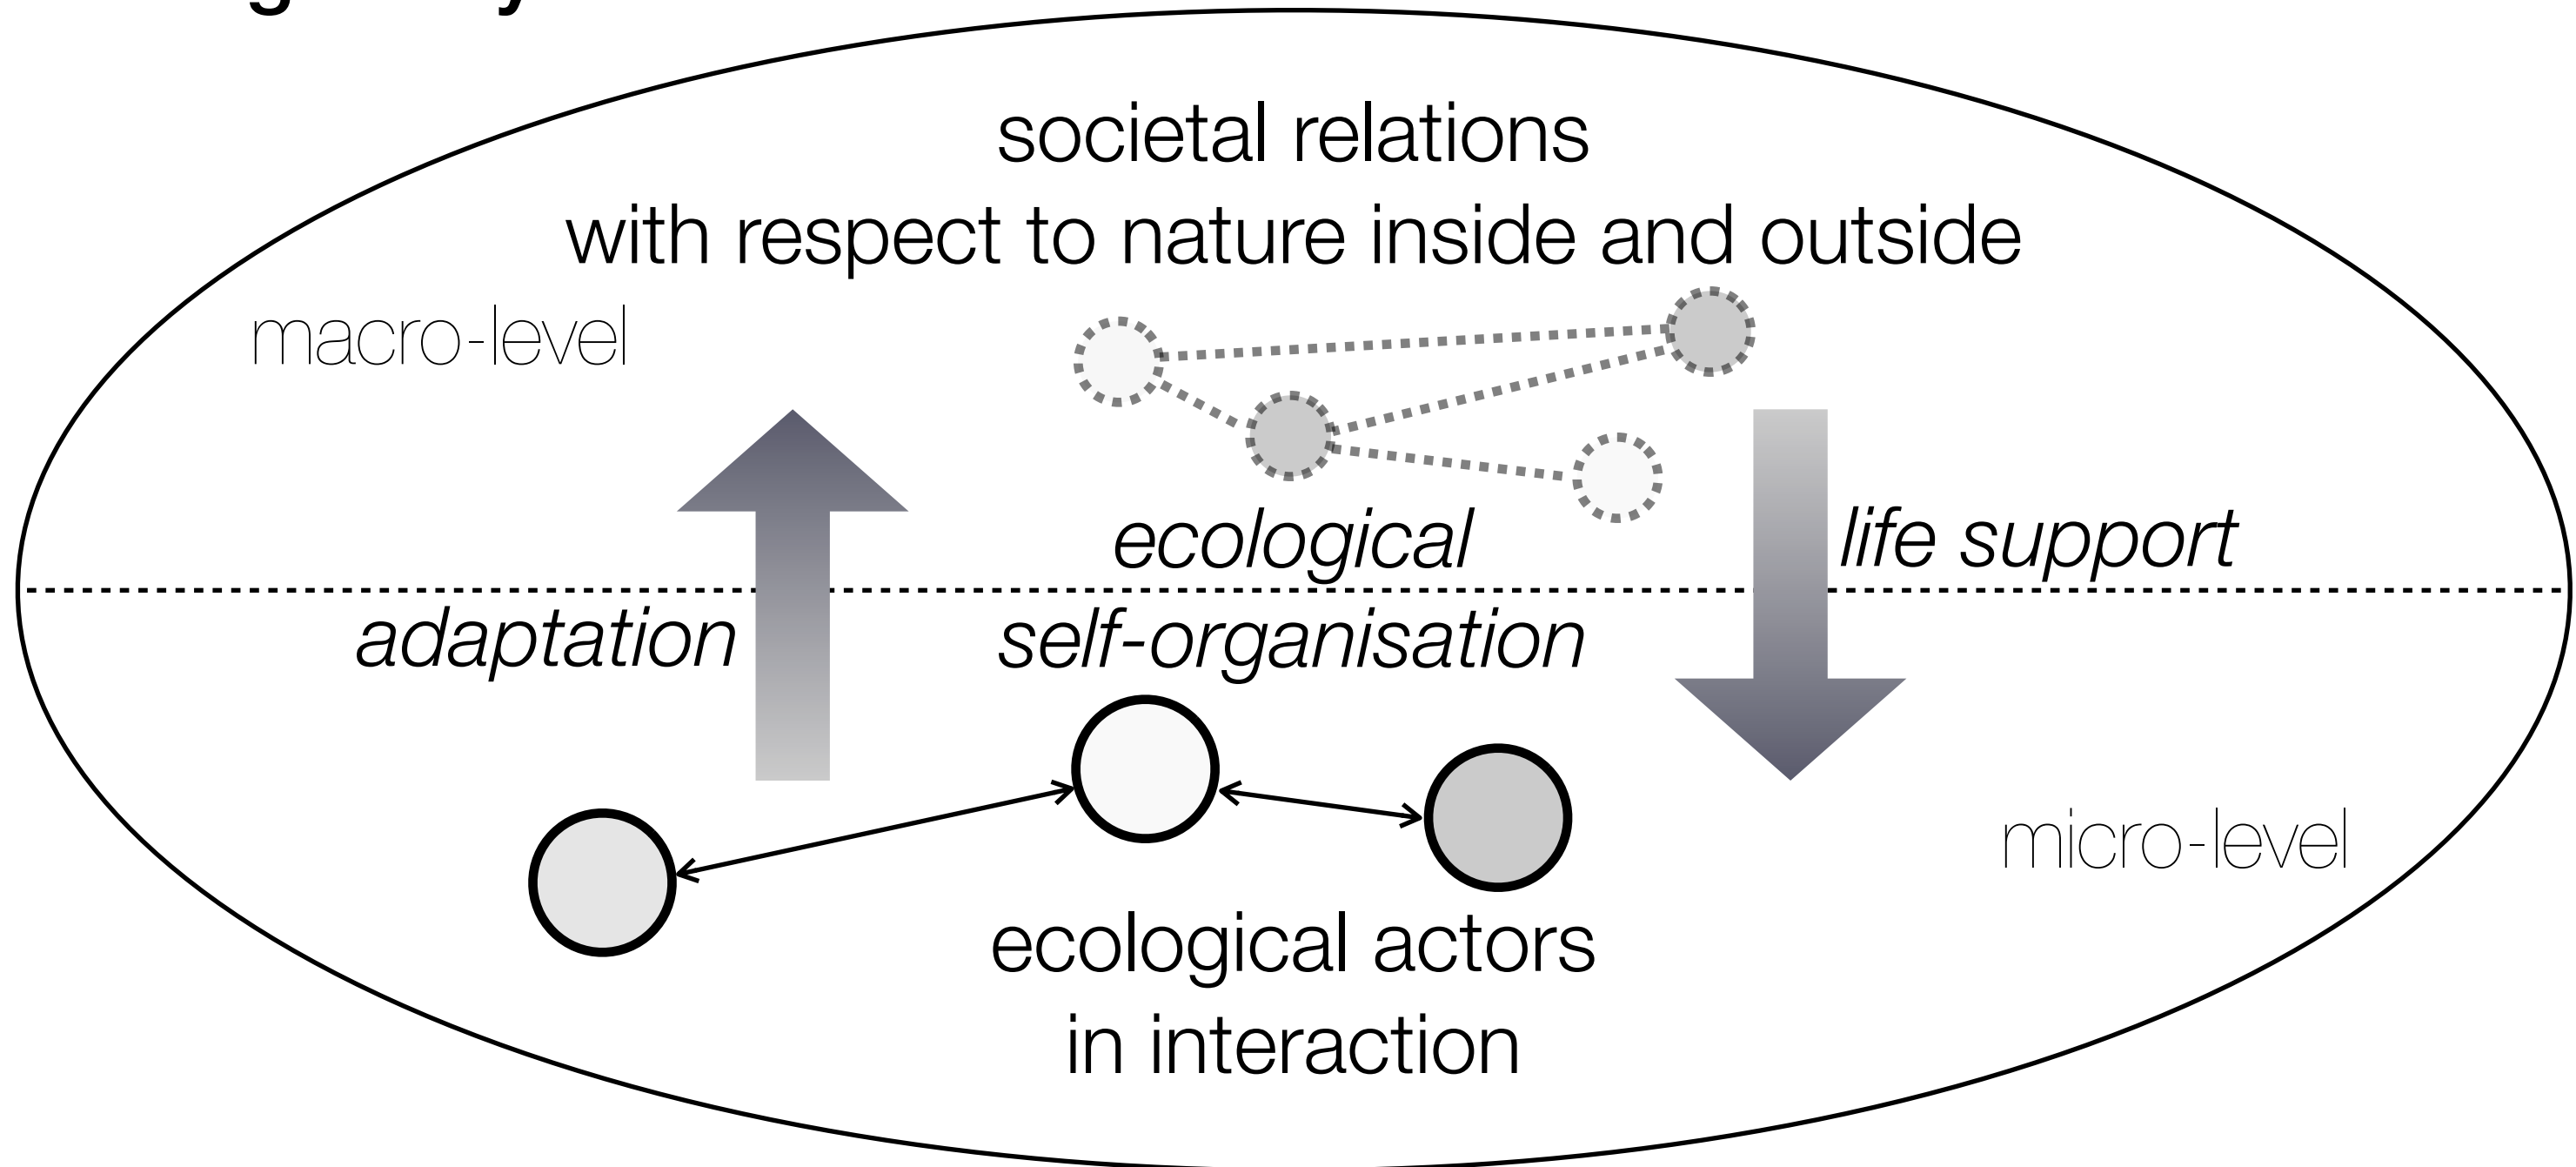 societal relations
with respect to nature inside and outside
macro-level
ecological
life support
adaptation
self-organisation
micro-level
ecological actors
in interaction